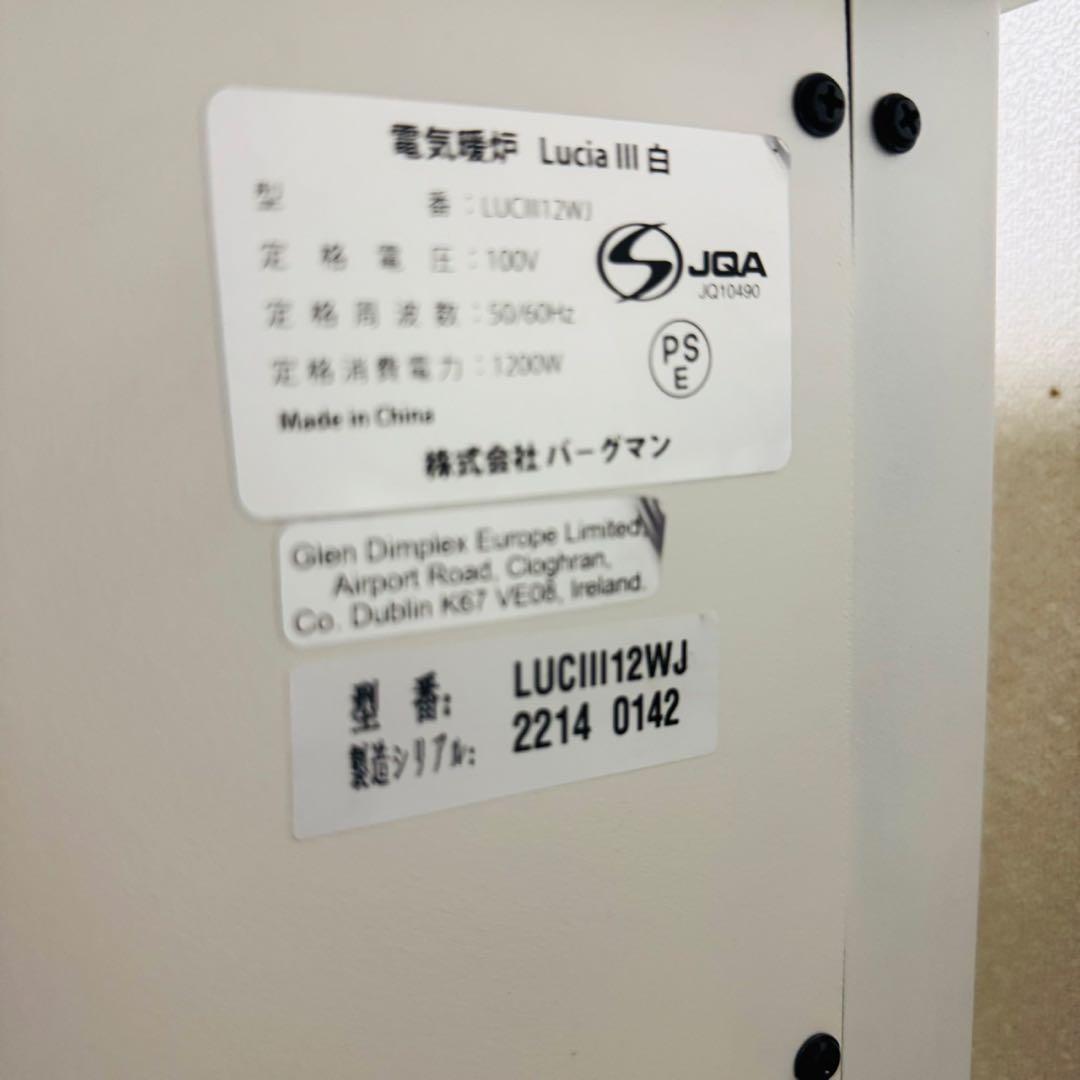 電気暖炉 Lucia III 白
型 番：LUCIII12WJ
定格電圧：100V
定格周波数：50/60Hz
定格消費電力：1200W
JQA
JQ10490
PS
E
Made in China
株式会社 バーグマン
Glen Dimplex Europe Limited,
Airport Road, Cloghran,
Co. Dublin K67 VE08, Ireland.
型 番: LUCIII12WJ
製造シリアル: 2214 0142